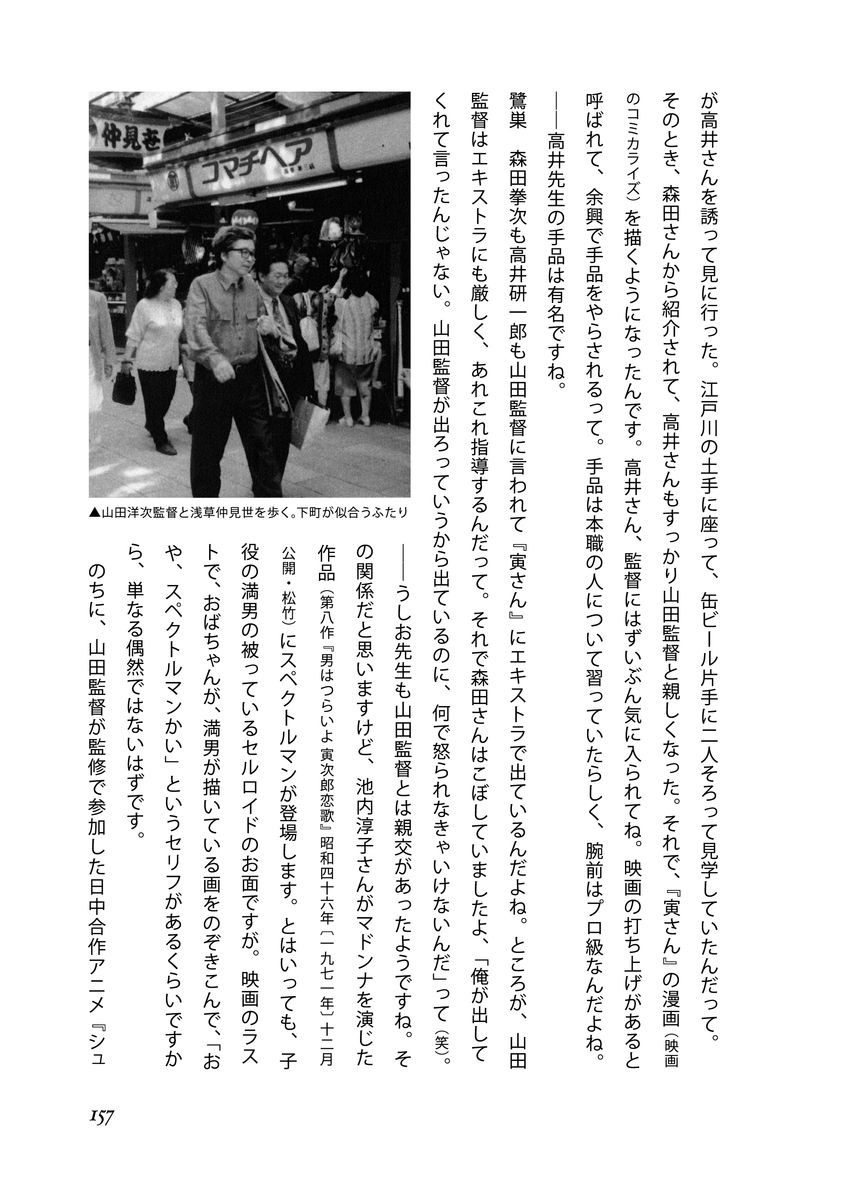 が高井さんを誘って見に行った。江戸川の土手に座って、缶ビール片手に二人そろって見学していたんだって。
そのとき、森田さんから紹介されて、高井さんもすっかり山田監督と親しくなった。それで、『寅さん』の漫画（映画
のコミカライズ）を描くようになったんです。高井さん、監督にはずいぶん気に入られてね。映画の打ち上げがあると
呼ばれて、余興で手品をやらされるって。手品は本職の人について習っていたらしく、腕前はプロ級なんだよね。
――高井先生の手品は有名ですね。
鷺巣　森田拳次も高井研一郎も山田監督に言われて『寅さん』にエキストラで出ているんだよね。ところが、山田
監督はエキストラにも厳しく、あれこれ指導するんだって。それで森田さんはこぼしていましたよ、「俺が出して
くれて言ったんじゃない。山田監督が出ろっていうから出ているのに、何で怒られなきゃいけないんだ」って（笑）。
仲見世
コマチヘア
▲山田洋次監督と浅草仲見世を歩く。下町が似合うふたり
――うしお先生も山田監督とは親交があったようですね。そ
の関係だと思いますけど、池内淳子さんがマドンナを演じた
作品（第八作『男はつらいよ 寅次郎恋歌』昭和四十六年〔一九七一年〕十二月
公開・松竹）にスペクトルマンが登場します。とはいっても、子
役の満男の被っているセルロイドのお面ですが。映画のラス
トで、おばちゃんが、満男が描いている画をのぞきこんで、「お
や、スペクトルマンかい」というセリフがあるくらいですか
ら、単なる偶然ではないはずです。
のちに、山田監督が監修で参加した日中合作アニメ『シュ
157